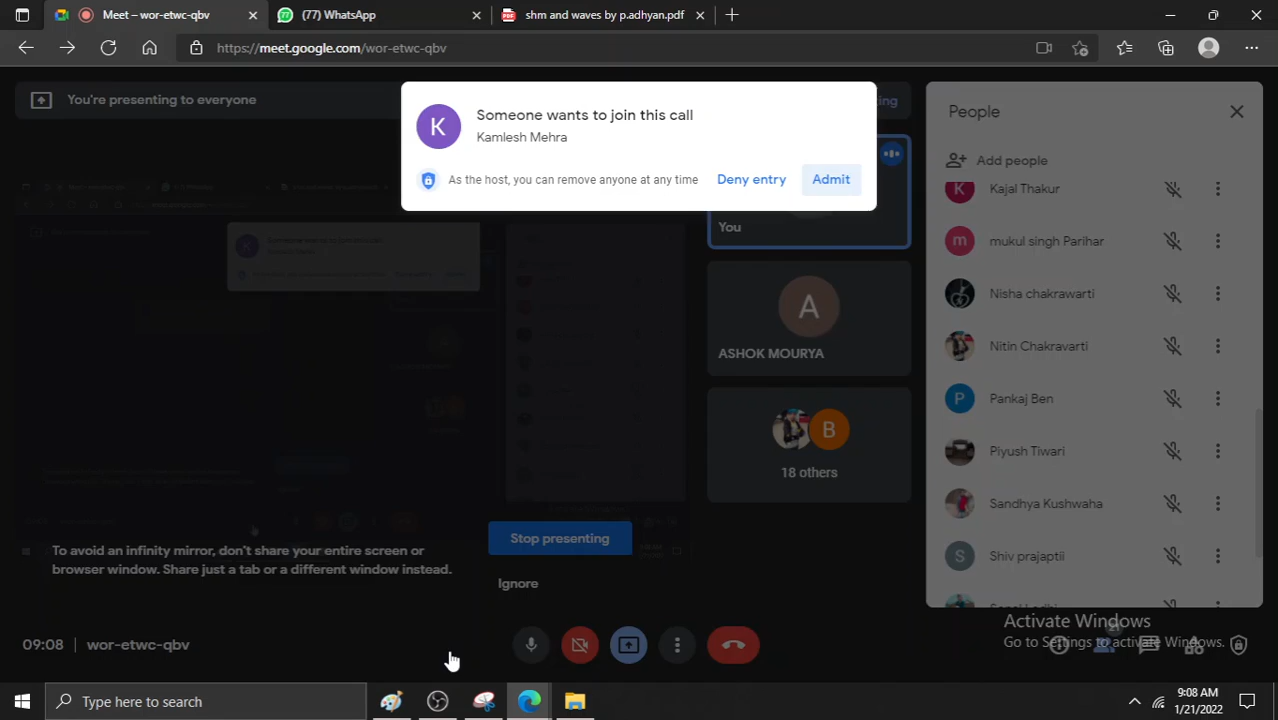 Meet – wor-etwc-qbv
(77) WhatsApp
shm and waves by p.adhyan.pdf
https://meet.google.com/wor-etwc-qbv
You're presenting to everyone
Someone wants to join this call
K
Kamlesh Mehra
As the host, you can remove anyone at any time
Deny entry
Admit
You
A
ASHOK MOURYA
B
18 others
People
Add people
K
Kajal Thakur
m
mukul singh Parihar
Nisha chakrawarti
Nitin Chakravarti
P
Pankaj Ben
Piyush Tiwari
Sandhya Kushwaha
S
Shiv prajaptii
To avoid an infinity mirror, don't share your entire screen or
browser window. Share just a tab or a different window instead.
Stop presenting
Ignore
09:08 | wor-etwc-qbv
21
Activate Windows
Go to Settings to activate Windows.
Type here to search
9:08 AM
1/21/2022